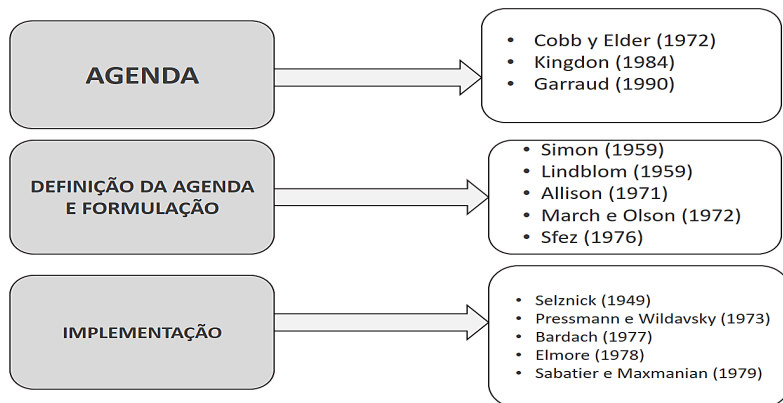 AGENDA
• Cobb y Elder (1972)
• Kingdon (1984)
• Garraud (1990)
DEFINIÇÃO DA AGENDA
E FORMULAÇÃO
• Simon (1959)
• Lindblom (1959)
• Allison (1971)
• March e Olson (1972)
• Sfez (1976)
IMPLEMENTAÇÃO
• Selznick (1949)
• Pressmann e Wildavsky (1973)
• Bardach (1977)
• Elmore (1978)
• Sabatier e Maxmanian (1979)